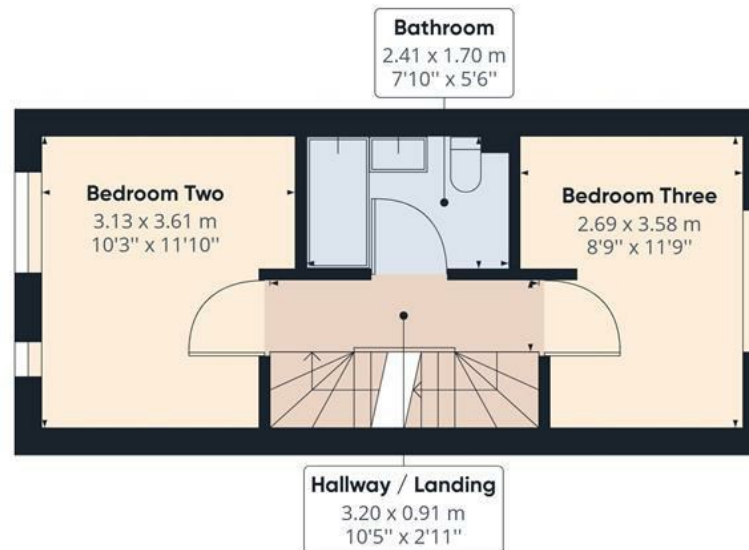 Bathroom
2.41 x 1.70 m
7'10" x 5'6"
Bedroom Two
3.13 x 3.61 m
10'3" x 11'10"
Bedroom Three
2.69 x 3.58 m
8'9" x 11'9"
Hallway / Landing
3.20 x 0.91 m
10'5" x 2'11"